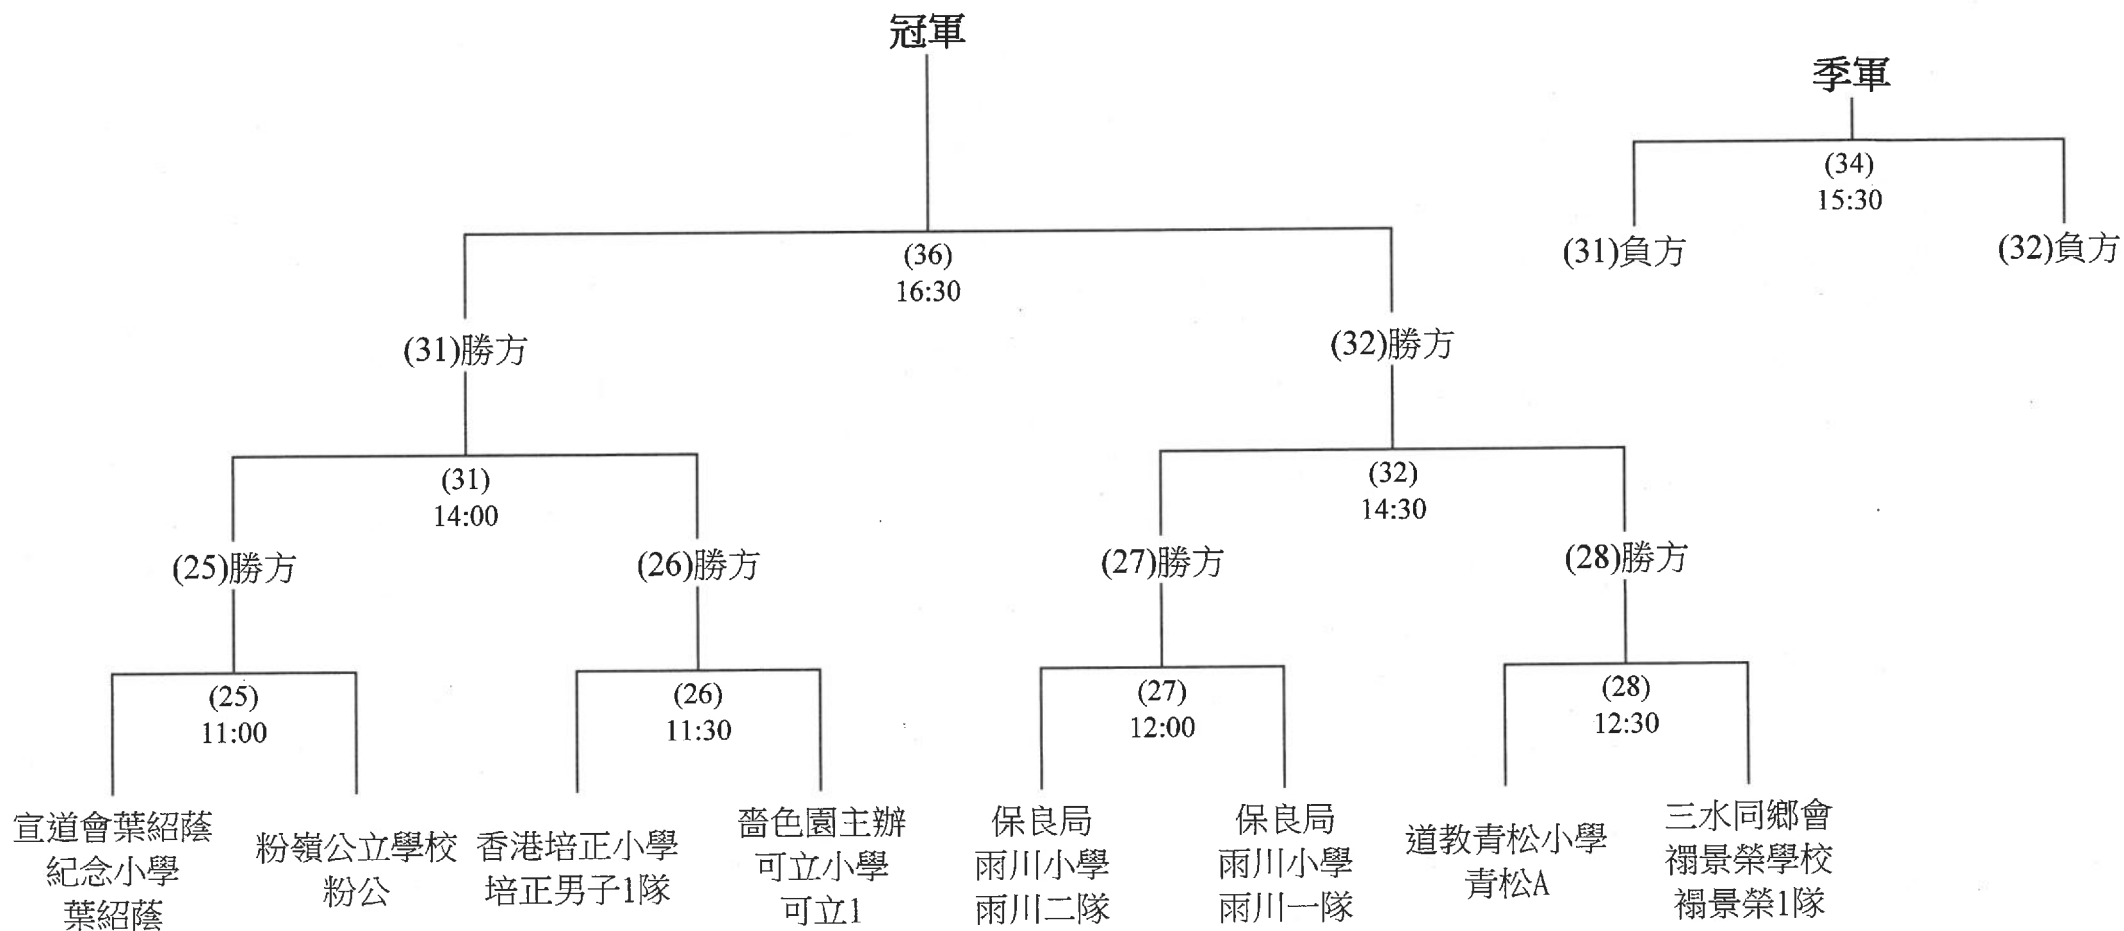 冠軍
季軍
(34)
15:30
(31)負方
(32)負方
(36)
16:30
(31)勝方
(32)勝方
(31)
14:00
(32)
14:30
(25)勝方
(26)勝方
(27)勝方
(28)勝方
(25)
11:00
(26)
11:30
(27)
12:00
(28)
12:30
宣道會葉紹蔭
紀念小學
葉紹蔭
粉嶺公立學校
粉公
香港培正小學
培正男子1隊
嗇色園主辦
可立小學
可立1
保良局
雨川小學
雨川二隊
保良局
雨川小學
雨川一隊
道教青松小學
青松A
三水同鄉會
禤景榮學校
禤景榮1隊